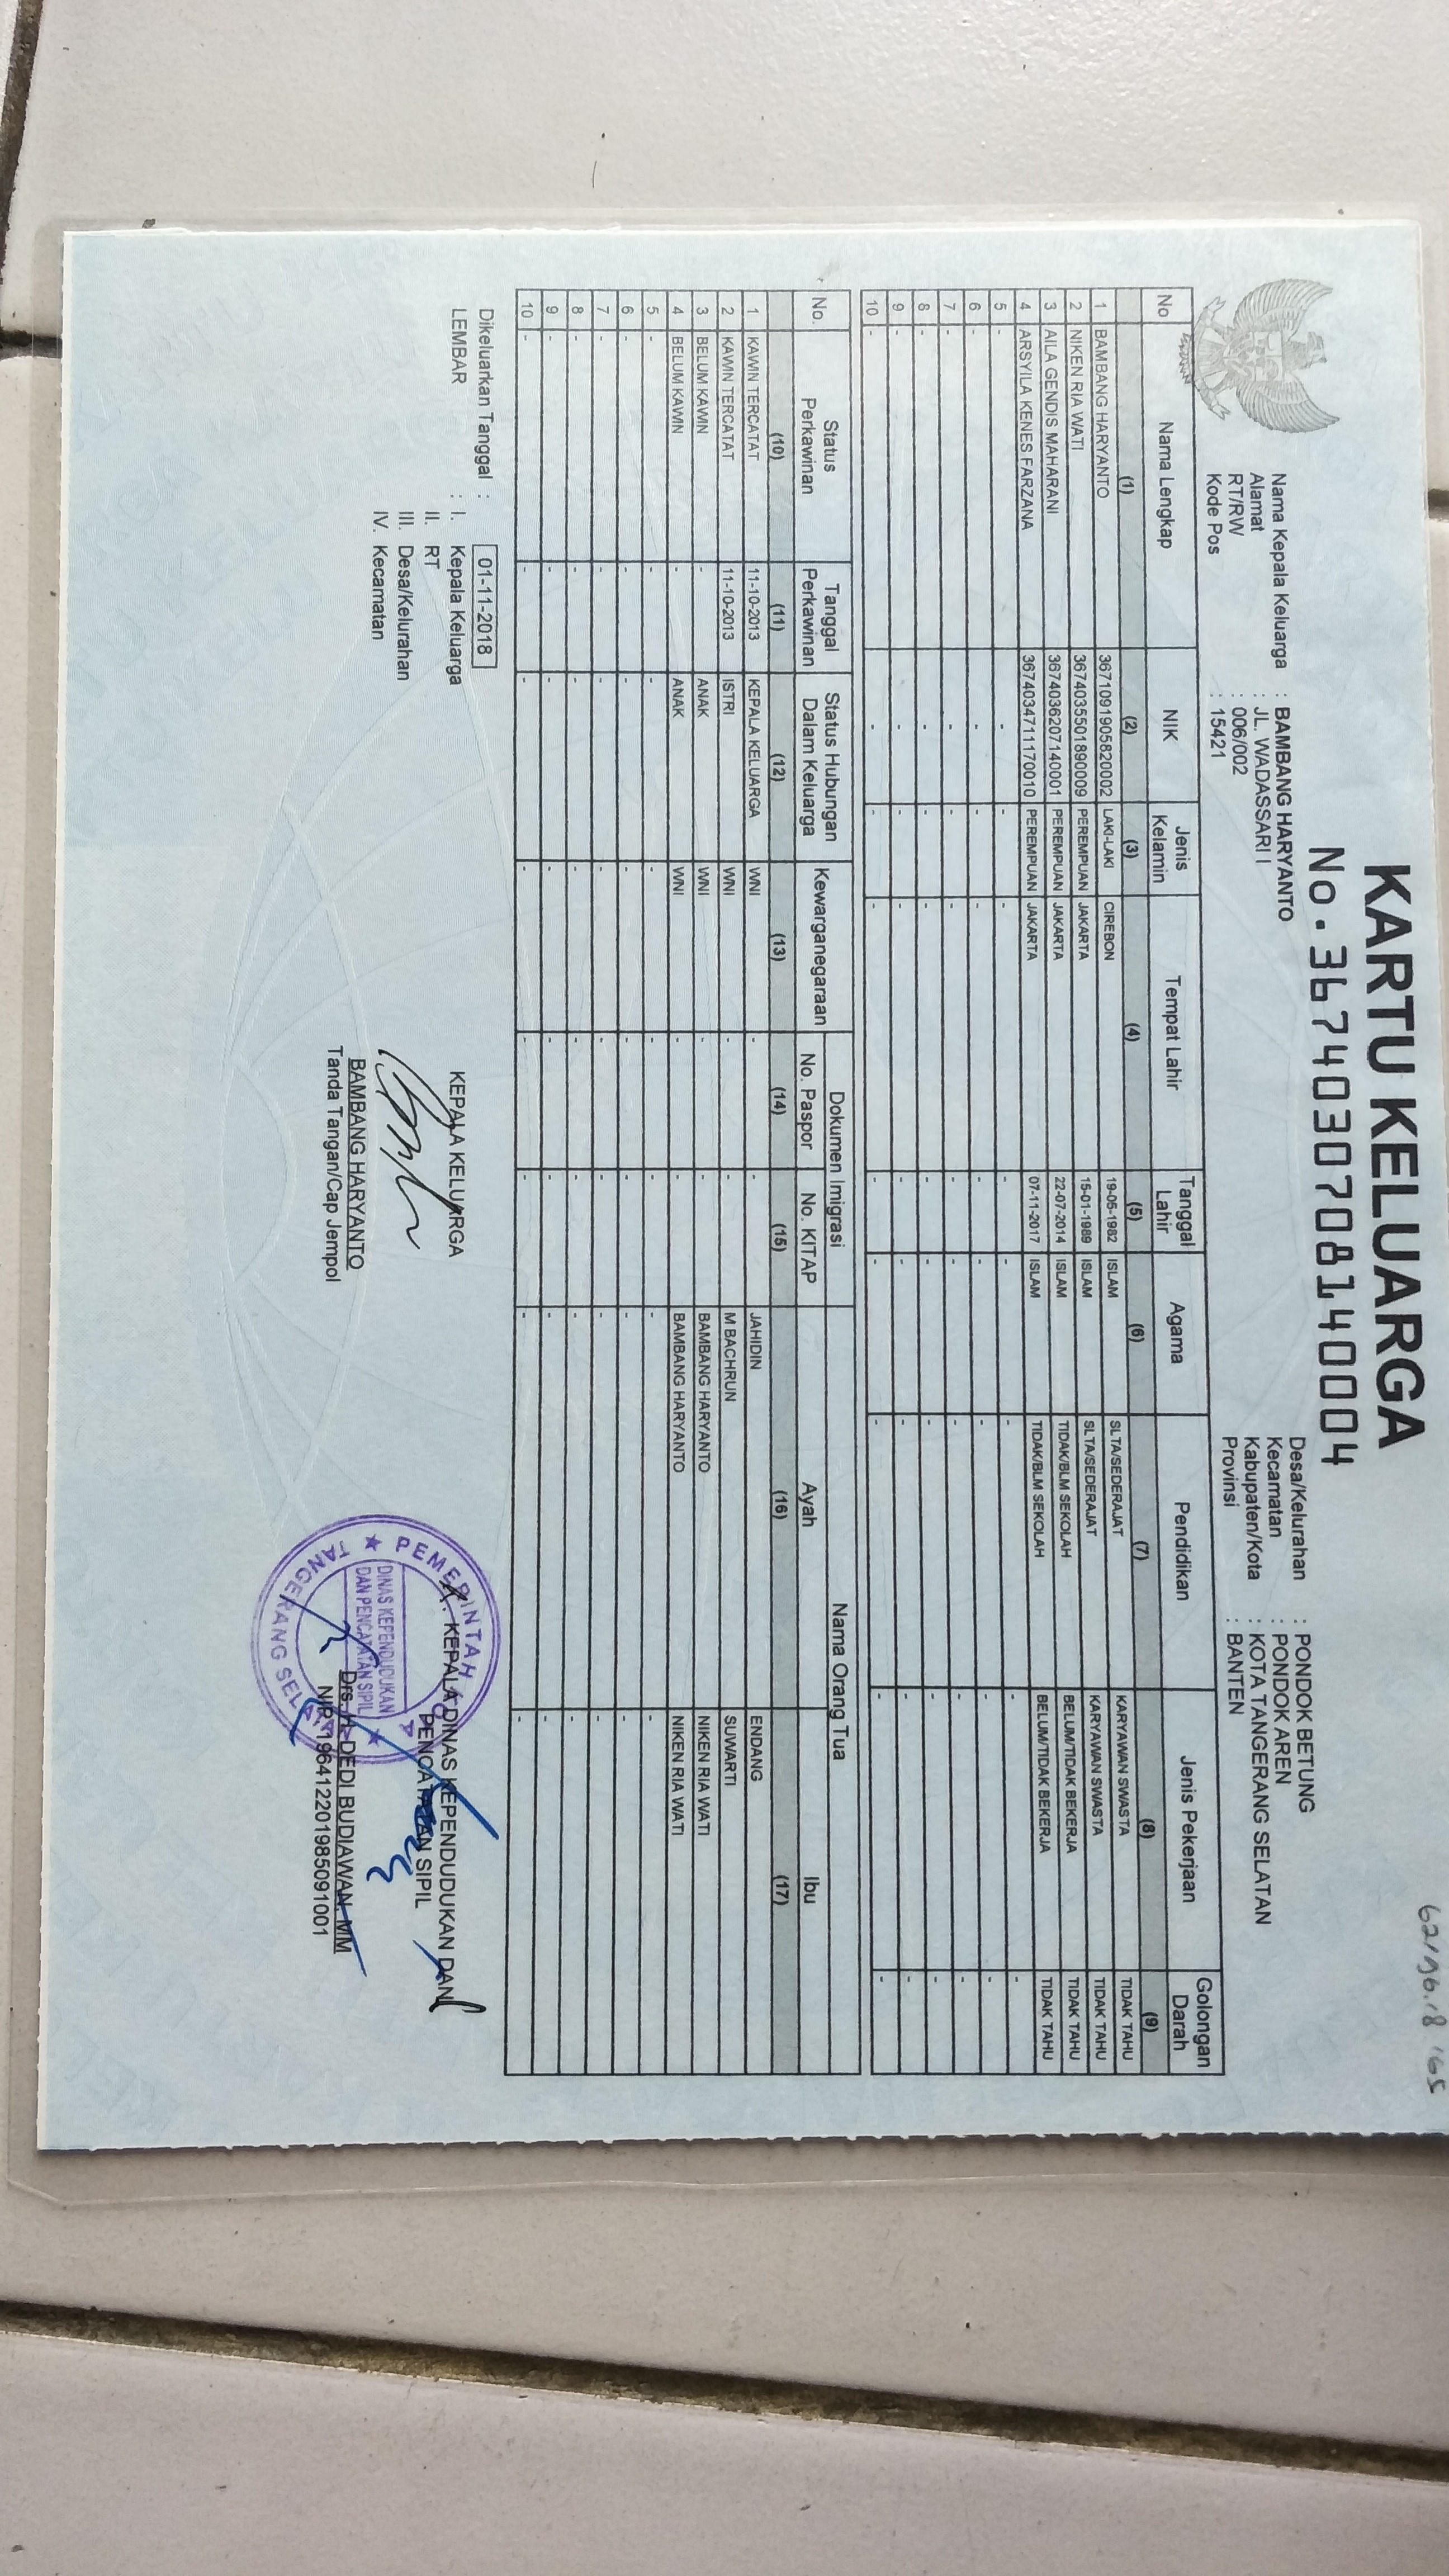 KARTU KELUARGA
No.3674030708140004
62196.18 '65
Nama Kepala Keluarga : BAMBANG HARYANTO
Alamat : JL. WADASSARI I
RT/RW : 006/002
Kode Pos : 15421
Desa/Kelurahan : PONDOK BETUNG
Kecamatan : PONDOK AREN
Kabupaten/Kota : KOTA TANGERANG SELATAN
Provinsi : BANTEN
No Nama Lengkap NIK Jenis Kelamin Tempat Lahir Tanggal Lahir Agama Pendidikan Jenis Pekerjaan Golongan Darah
(1) (2) (3) (4) (5) (6) (7) (8) (9)
1 BAMBANG HARYANTO 3671091905820002 LAKI-LAKI CIREBON 19-05-1982 ISLAM SLTA/SEDERAJAT KARYAWAN SWASTA TIDAK TAHU
2 NIKEN RIA WATI 3674035501890009 PEREMPUAN JAKARTA 15-01-1989 ISLAM SLTA/SEDERAJAT KARYAWAN SWASTA TIDAK TAHU
3 AILA GENDIS MAHARANI 3674036207140001 PEREMPUAN JAKARTA 22-07-2014 ISLAM TIDAK/BLM SEKOLAH BELUM/TIDAK BEKERJA TIDAK TAHU
4 ARSYILA KENES FARZANA 3674034711170010 PEREMPUAN JAKARTA 07-11-2017 ISLAM TIDAK/BLM SEKOLAH BELUM/TIDAK BEKERJA TIDAK TAHU
5 - - - - - - - - -
6 - - - - - - - - -
7 - - - - - - - - -
8 - - - - - - - - -
9 - - - - - - - - -
10 - - - - - - - - -
No. Status Perkawinan Tanggal Perkawinan Status Hubungan Dalam Keluarga Kewarganegaraan Dokumen Imigrasi Nama Orang Tua
No. Paspor No. KITAP Ayah Ibu
(10) (11) (12) (13) (14) (15) (16) (17)
1 KAWIN TERCATAT 11-10-2013 KEPALA KELUARGA WNI - - JAHIDIN ENDANG
2 KAWIN TERCATAT 11-10-2013 ISTRI WNI - - M BACHRUN SUWARTI
3 BELUM KAWIN - ANAK WNI - - BAMBANG HARYANTO NIKEN RIA WATI
4 BELUM KAWIN - ANAK WNI - - BAMBANG HARYANTO NIKEN RIA WATI
5 - - - - - - - -
6 - - - - - - - -
7 - - - - - - - -
8 - - - - - - - -
9 - - - - - - - -
10 - - - - - - - -
Dikeluarkan Tanggal : 01-11-2018
LEMBAR : I. Kepala Keluarga
II. RT
III. Desa/Kelurahan
IV. Kecamatan
KEPALA KELUARGA
BAMBANG HARYANTO
Tanda Tangan/Cap Jempol
KEPALA DINAS KEPENDUDUKAN DAN
PENCATATAN SIPIL
Drs. H. DEDI BUDIAWAN, MM
NIP. 196412201985091001
PEMERINTAH
DINAS KEPENDUDUKAN
DAN PENCATATAN SIPIL
TANGERANG SELATAN